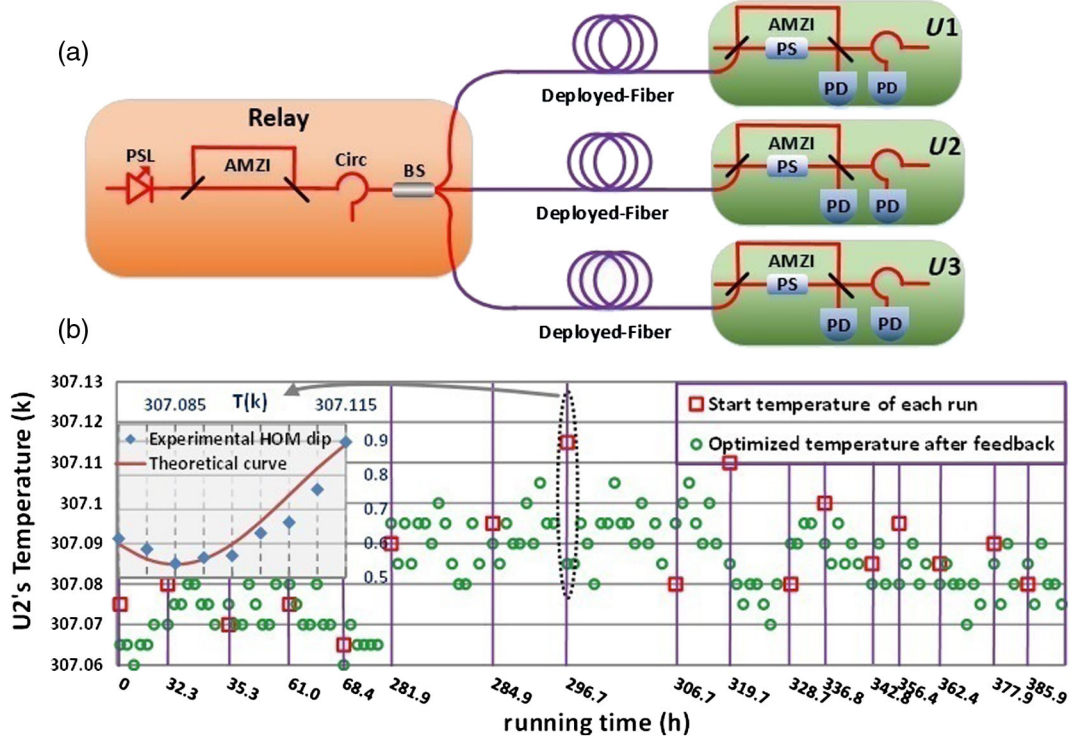 (a)
Relay
PSL
AMZI
Circ
BS
Deployed-Fiber
AMZI
PS
PD
PD
U1
Deployed-Fiber
AMZI
PS
PD
PD
U2
Deployed-Fiber
AMZI
PS
PD
PD
U3
(b)
U2's Temperature (k)
307.13
307.12
307.11
307.1
307.09
307.08
307.07
307.06
307.085 T(k) 307.115
Experimental HOM dip
Theoretical curve
0.9
0.8
0.7
0.6
0.5
Start temperature of each run
Optimized temperature after feedback
0 32.3 35.3 61.0 68.4 281.9 284.9 296.7 306.7 319.7 328.7 336.8 342.8 356.4 362.4 377.9 385.9
running time (h)